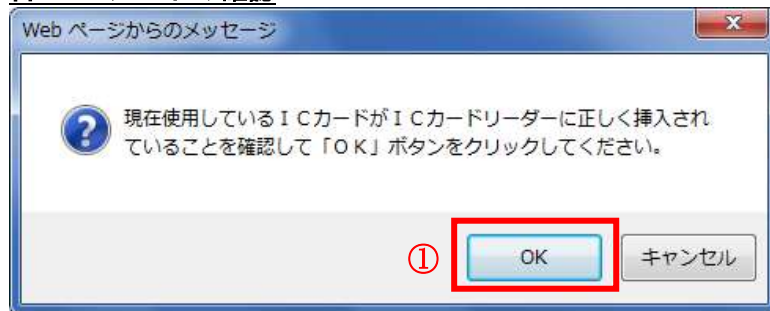 Web ページからのメッセージ
現在使用しているＩＣカードがＩＣカードリーダーに正しく挿入され
ていることを確認して「ＯＫ」ボタンをクリックしてください。
① OK キャンセル